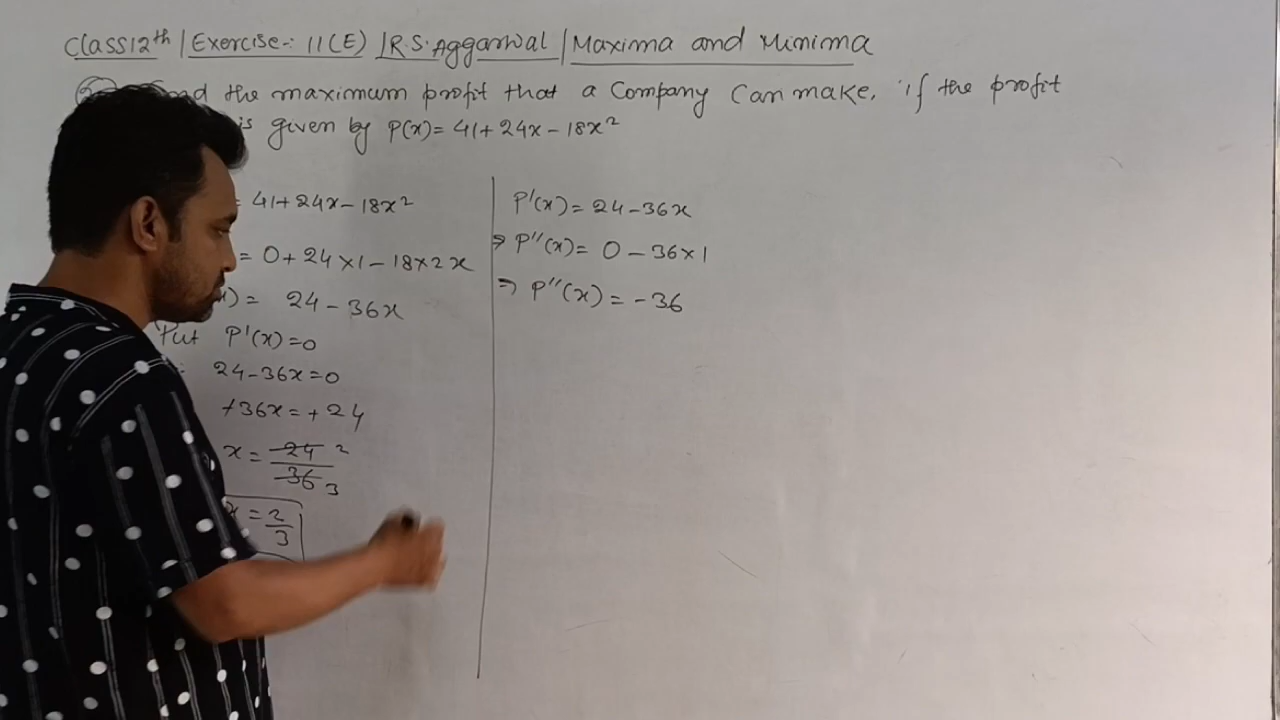 Class 12th | Exercise-: 11(E) | R.S. Aggarwal | Maxima and Minima
the maximum profit that a Company Can make, if the profit
is given by P(x) = 41 + 24x - 18x²
= 41 + 24x - 18x²
= 0 + 24 × 1 - 18 × 2x
) = 24 - 36x
Put P'(x) = 0
24 - 36x = 0
+36x = +24
x = 24 2
36 3
x = 2/3
P'(x) = 24 - 36x
⇒ P''(x) = 0 - 36 × 1
⇒ P''(x) = -36